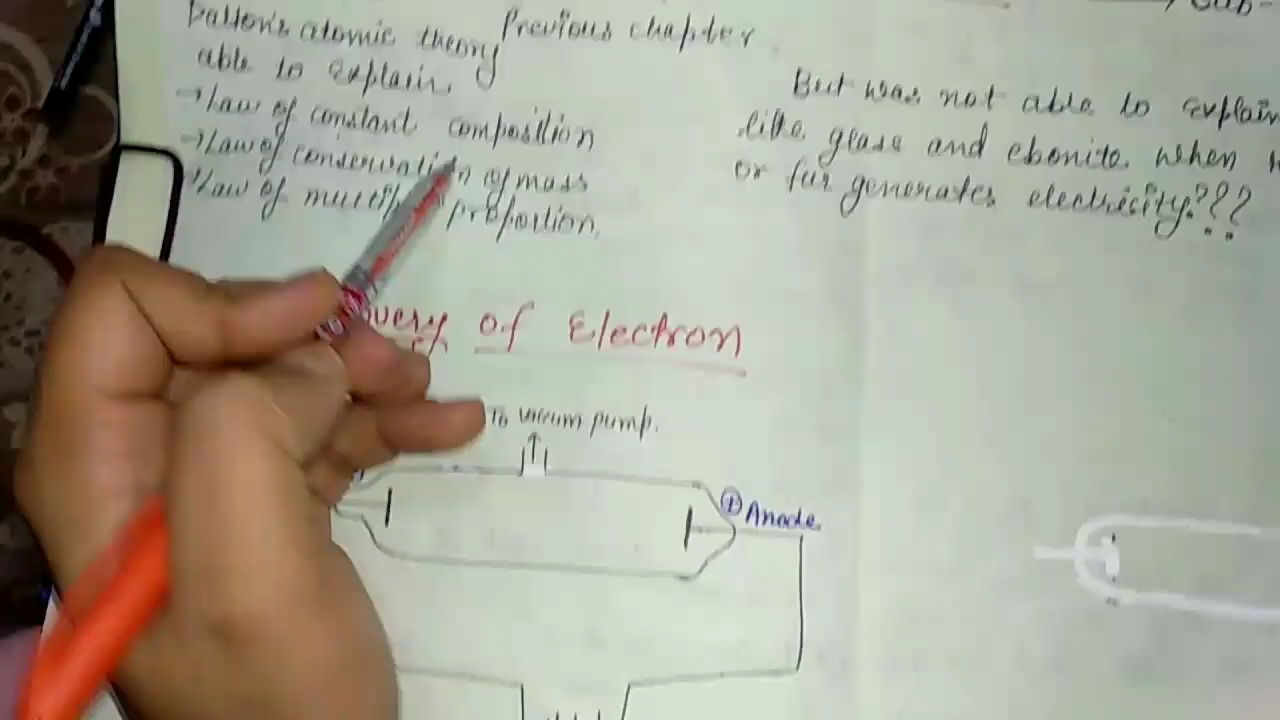 Previous chapter
Dalton's atomic theory
able to explain
→ Law of constant composition
→ Law of conservation of mass
→ Law of proportion.
But was not able to explain
like glass and ebonite when
or fur generates electricity???
of Electron
To vacuum pump.
⊕ Anode